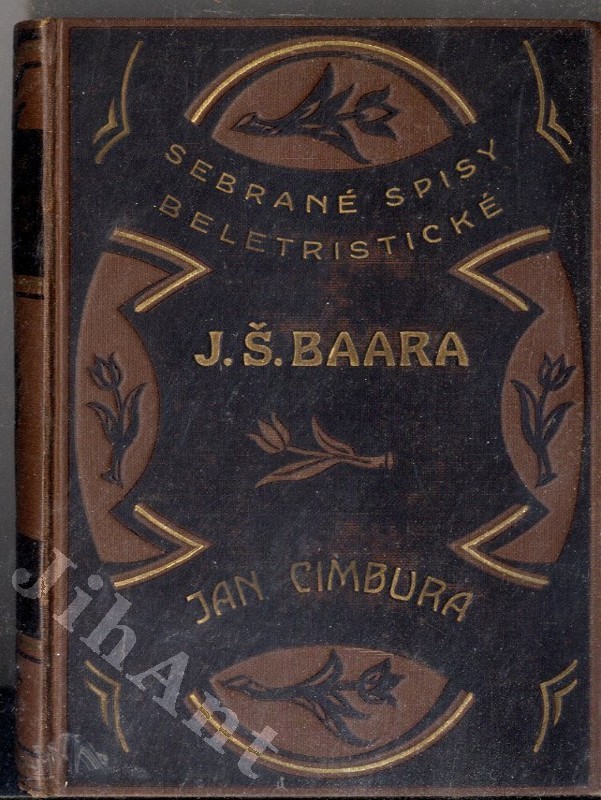 SEBRANÉ SPISY
BELETRISTICKÉ
J. Š. BAARA
JAN CIMBURA
JihAnt